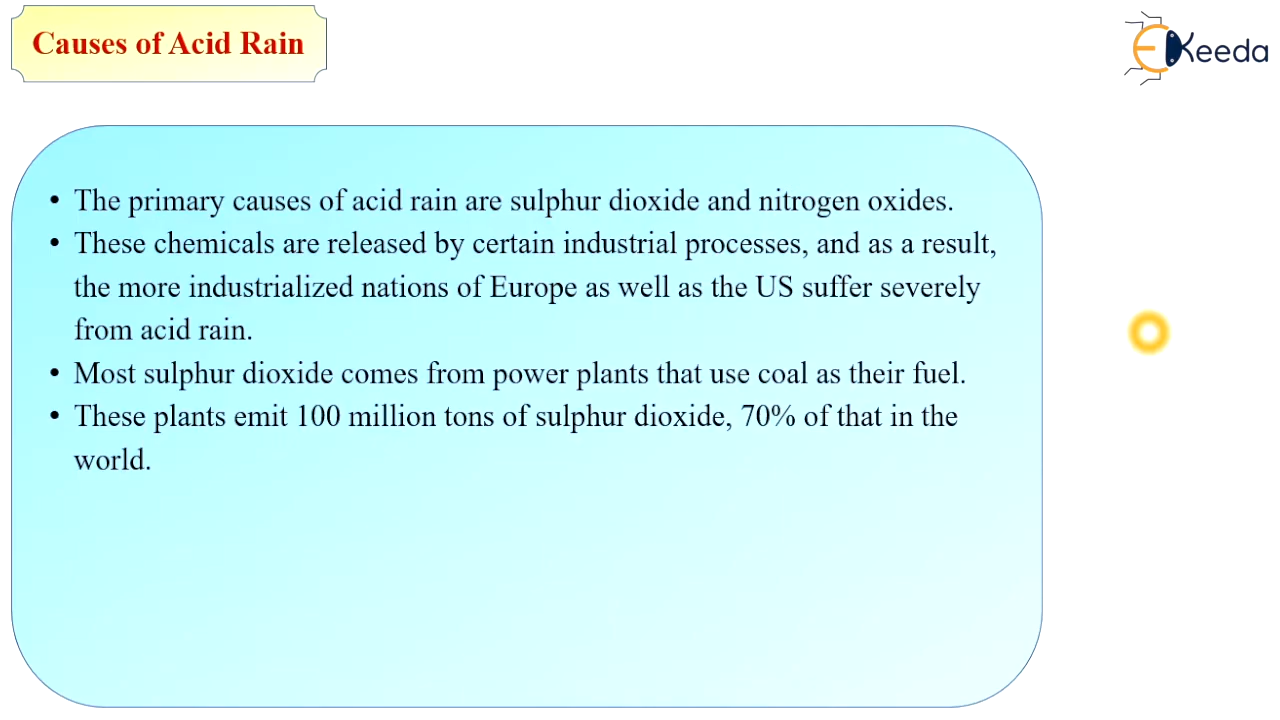 Causes of Acid Rain
EKeeda
• The primary causes of acid rain are sulphur dioxide and nitrogen oxides.
• These chemicals are released by certain industrial processes, and as a result,
the more industrialized nations of Europe as well as the US suffer severely
from acid rain.
• Most sulphur dioxide comes from power plants that use coal as their fuel.
• These plants emit 100 million tons of sulphur dioxide, 70% of that in the
world.